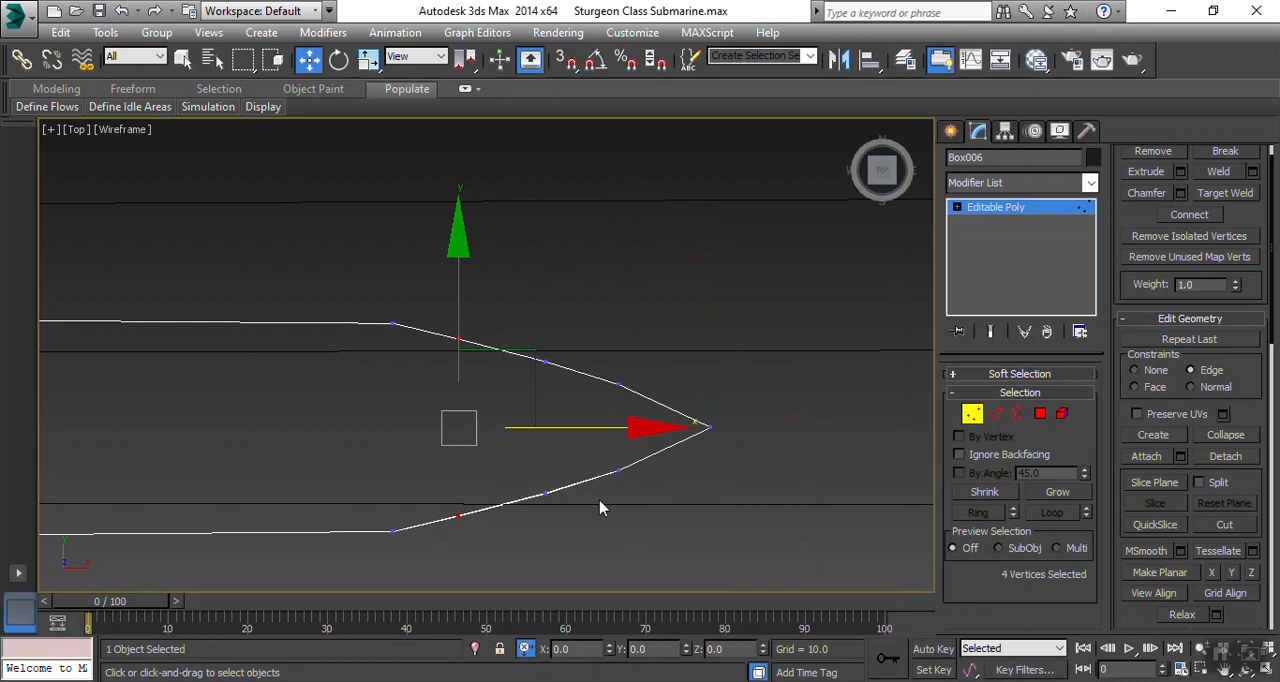 Workspace: Default
Autodesk 3ds Max 2014 x64
Sturgeon Class Submarine.max
Type a keyword or phrase
Edit Tools Group Views Create Modifiers Animation Graph Editors Rendering Customize MAXScript Help
All
View
3
Create Selection Se
Modeling Freeform Selection Object Paint Populate
Define Flows Define Idle Areas Simulation Display
[+] [Top] [Wireframe]
N
TOP
y
x
y
z
x
Box006
Modifier List
Editable Poly
Soft Selection
Selection
By Vertex
Ignore Backfacing
By Angle: 45.0
Shrink Grow
Ring Loop
Preview Selection
Off SubObj Multi
4 Vertices Selected
Remove Break
Extrude Weld
Chamfer Target Weld
Connect
Remove Isolated Vertices
Remove Unused Map Verts
Weight: 1.0
Edit Geometry
Repeat Last
Constraints
None Edge
Face Normal
Preserve UVs
Create Collapse
Attach Detach
Slice Plane Split
Slice Reset Plane
QuickSlice Cut
MSmooth Tessellate
Make Planar X Y Z
View Align Grid Align
Relax
< 0 / 100 >
0 10 20 30 40 50 60 70 80 90 100
1 Object Selected
X: 0.0 Y: 0.0 Z: 0.0
Grid = 10.0
Auto Key Selected
Welcome to M
Click or click-and-drag to select objects
Add Time Tag
Set Key Key Filters...
0